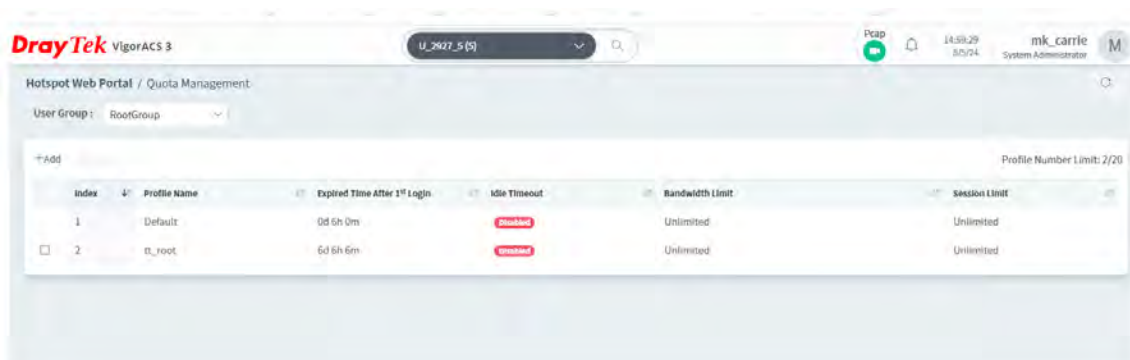 DrayTek VigorACS 3
U_2927_5 (5)
Pcap
14:59:29
5/5/24
mk_carrie
System Administrator
M
Hotspot Web Portal / Quota Management
User Group : RootGroup
+Add
Profile Number Limit: 2/20
Index Profile Name Expired Time After 1st Login Idle Timeout Bandwidth Limit Session Limit
1 Default 0d 6h 0m Disabled Unlimited Unlimited
2 6d 6h 6m Disabled Unlimited Unlimited